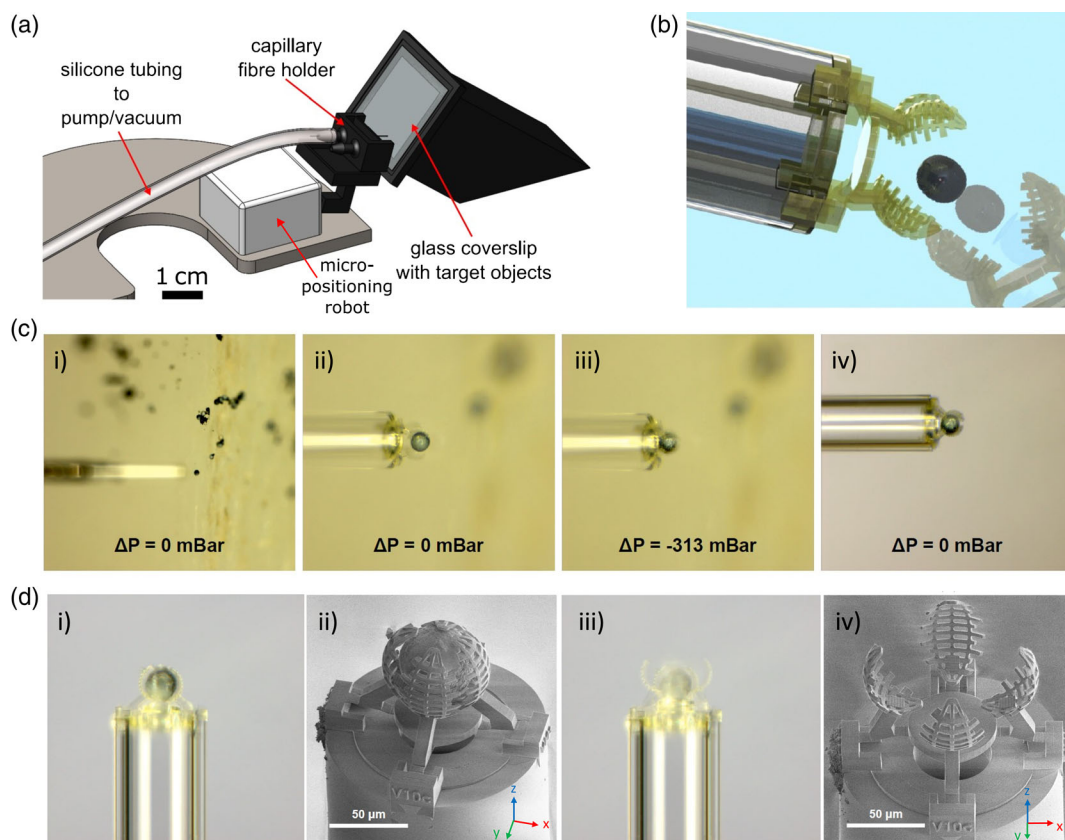 (a)
silicone tubing
to
pump/vacuum
capillary
fibre holder
glass coverslip
with target objects
micro-
positioning
robot
1 cm
(b)
(c)
i)
ΔP = 0 mBar
ii)
ΔP = 0 mBar
iii)
ΔP = -313 mBar
iv)
ΔP = 0 mBar
(d)
i)
ii)
V10c
50 µm
z
y
x
iii)
iv)
V10c
50 µm
z
x
y